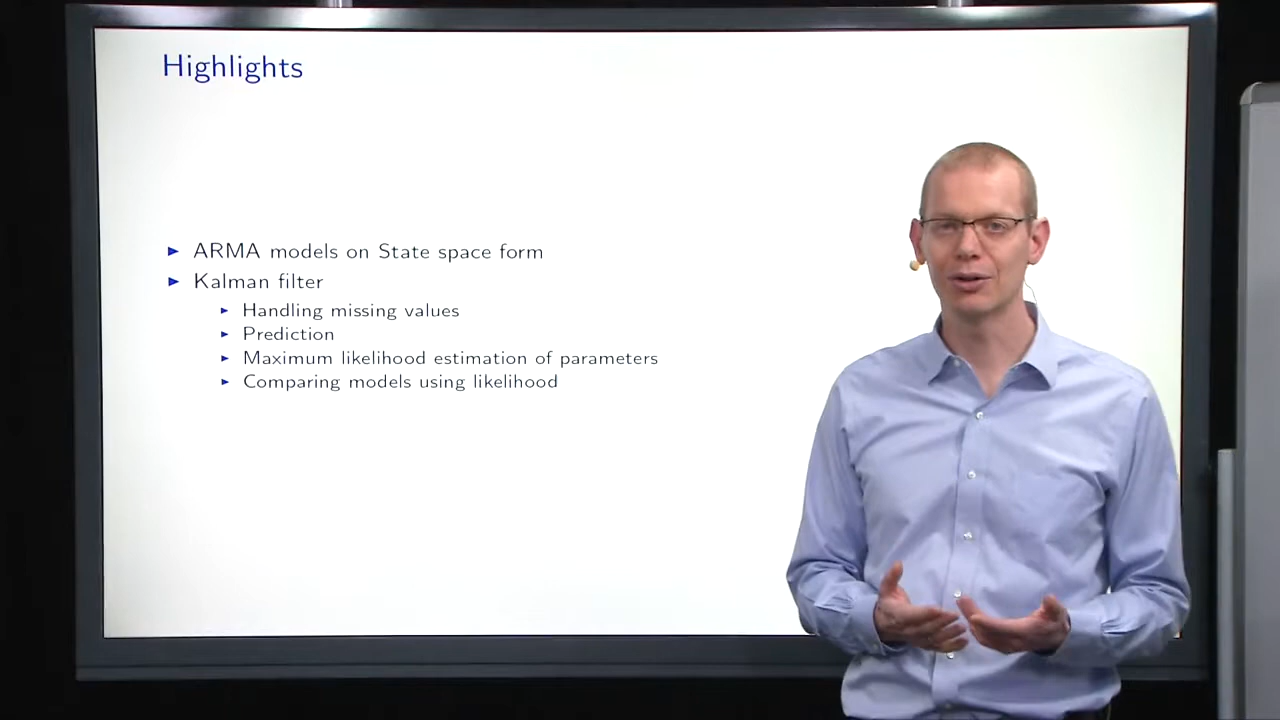 Highlights
ARMA models on State space form
Kalman filter
Handling missing values
Prediction
Maximum likelihood estimation of parameters
Comparing models using likelihood